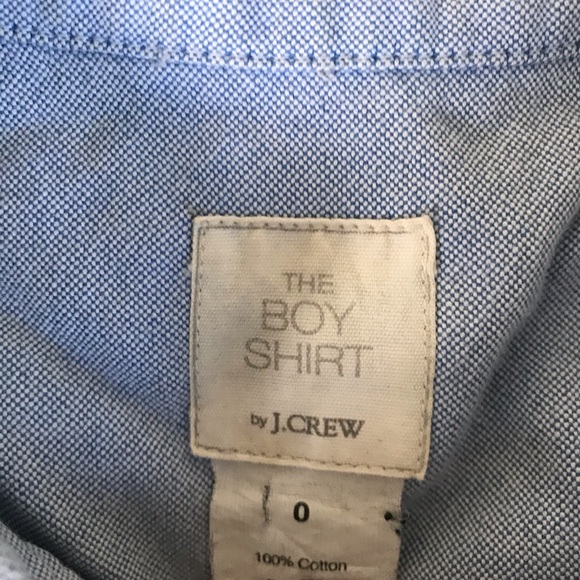 THE
BOY
SHIRT
by J.CREW
0
100% Cotton